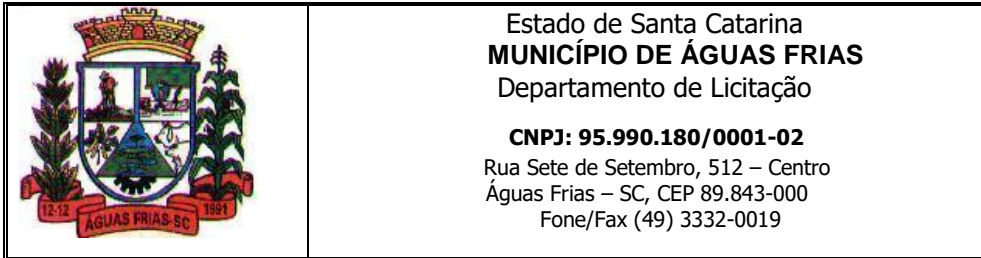 12-12
ÁGUAS FRIAS-SC
1991
Estado de Santa Catarina
MUNICÍPIO DE ÁGUAS FRIAS
Departamento de Licitação
CNPJ: 95.990.180/0001-02
Rua Sete de Setembro, 512 – Centro
Águas Frias – SC, CEP 89.843-000
Fone/Fax (49) 3332-0019